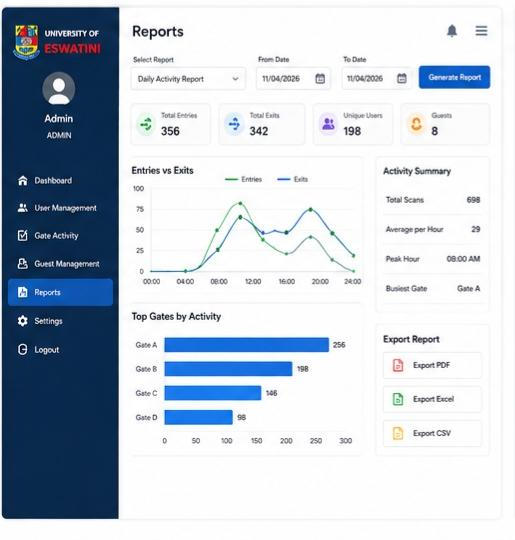 UNIVERSITY OF
ESWATINI
Admin
ADMIN
Dashboard
User Management
Gate Activity
Guest Management
Reports
Settings
Logout
Reports
Select Report
From Date
To Date
Daily Activity Report
11/04/2026
11/04/2026
Generate Report
Total Entries
356
Total Exits
342
Unique Users
198
Guests
8
Entries vs Exits
Entries
Exits
100
75
50
25
0
00:00 04:00 08:00 12:00 16:00 20:00 24:00
Activity Summary
Total Scans 698
Average per Hour 29
Peak Hour 08:00 AM
Busiest Gate Gate A
Top Gates by Activity
Gate A 256
Gate B 198
Gate C 146
Gate D 98
0 50 100 150 200 250 300
Export Report
Export PDF
Export Excel
Export CSV